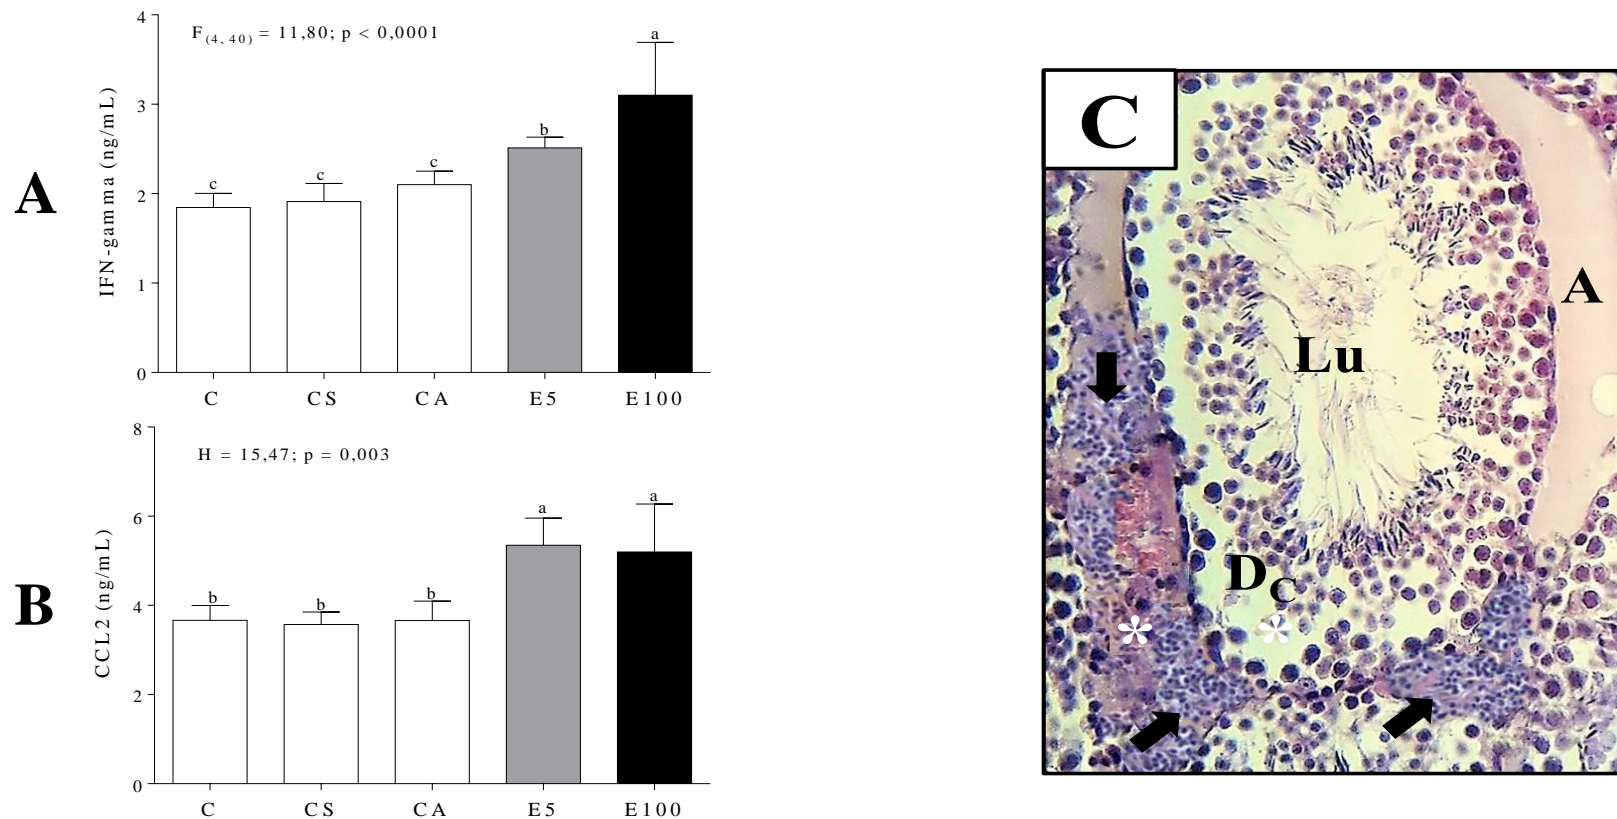 A
IFN-gamma (ng/mL)
F(4, 40) = 11,80; p < 0,0001
4
3
2
1
0
c
c
c
b
a
C
CS
CA
E5
E100
B
CCL2 (ng/mL)
H = 15,47; p = 0,003
8
6
4
2
0
b
b
b
a
a
C
CS
CA
E5
E100
C
A
Lu
DC
*
*